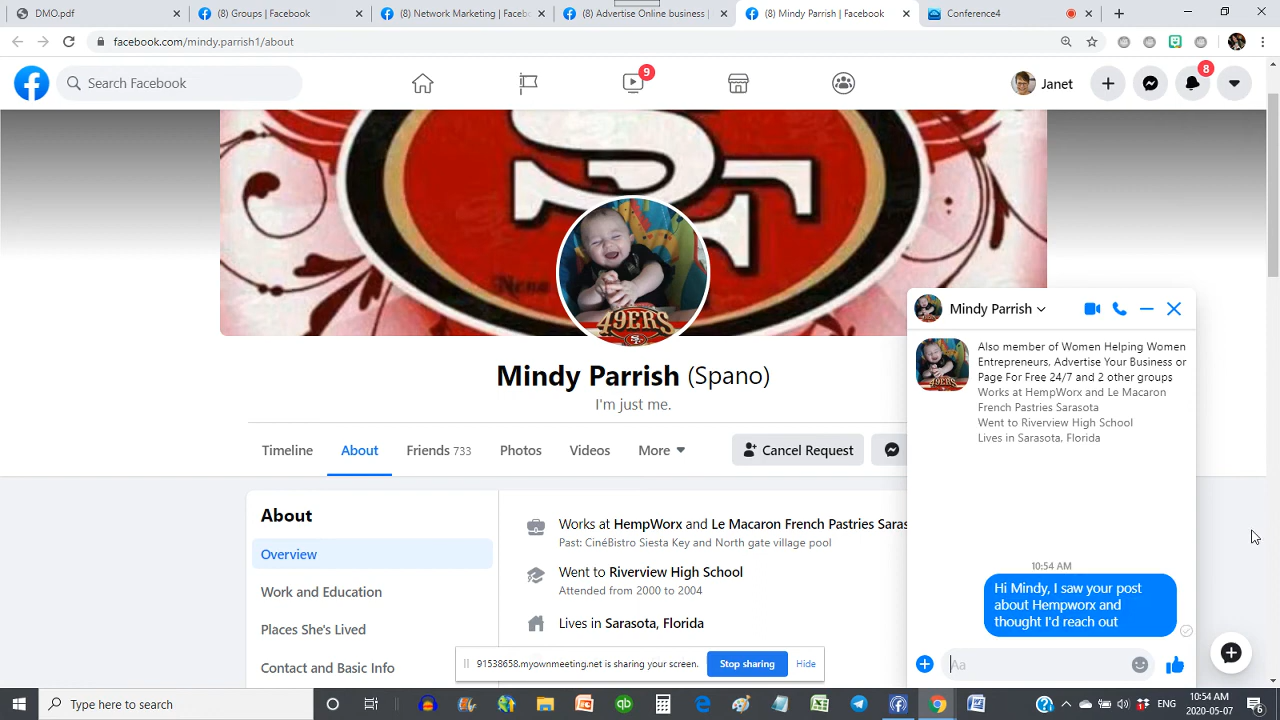 DMO.pdf
(8) Groups | Facebook
(8) Network Marketing | Faceb
(8) Advertise Online business
(8) Mindy Parrish | Facebook
Conference4
facebook.com/mindy.parrish1/about
Search Facebook
9
Janet
8
SF
Nena
49ERS
Mindy Parrish (Spano)
I'm just me.
Timeline
About
Friends 733
Photos
Videos
More
Cancel Request
About
Overview
Work and Education
Places She's Lived
Contact and Basic Info
Works at HempWorx and Le Macaron French Pastries Saras
Past: CinéBistro Siesta Key and North gate village pool
Went to Riverview High School
Attended from 2000 to 2004
Lives in Sarasota, Florida
Mindy Parrish
49ERS
Also member of Women Helping Women
Entrepreneurs, Advertise Your Business or
Page For Free 24/7 and 2 other groups
Works at HempWorx and Le Macaron
French Pastries Sarasota
Went to Riverview High School
Lives in Sarasota, Florida
10:54 AM
Hi Mindy, I saw your post
about Hempworx and
thought I'd reach out
Aa
91538658.myownmeeting.net is sharing your screen.
Stop sharing
Hide
Type here to search
10:54 AM
2020-05-07
6